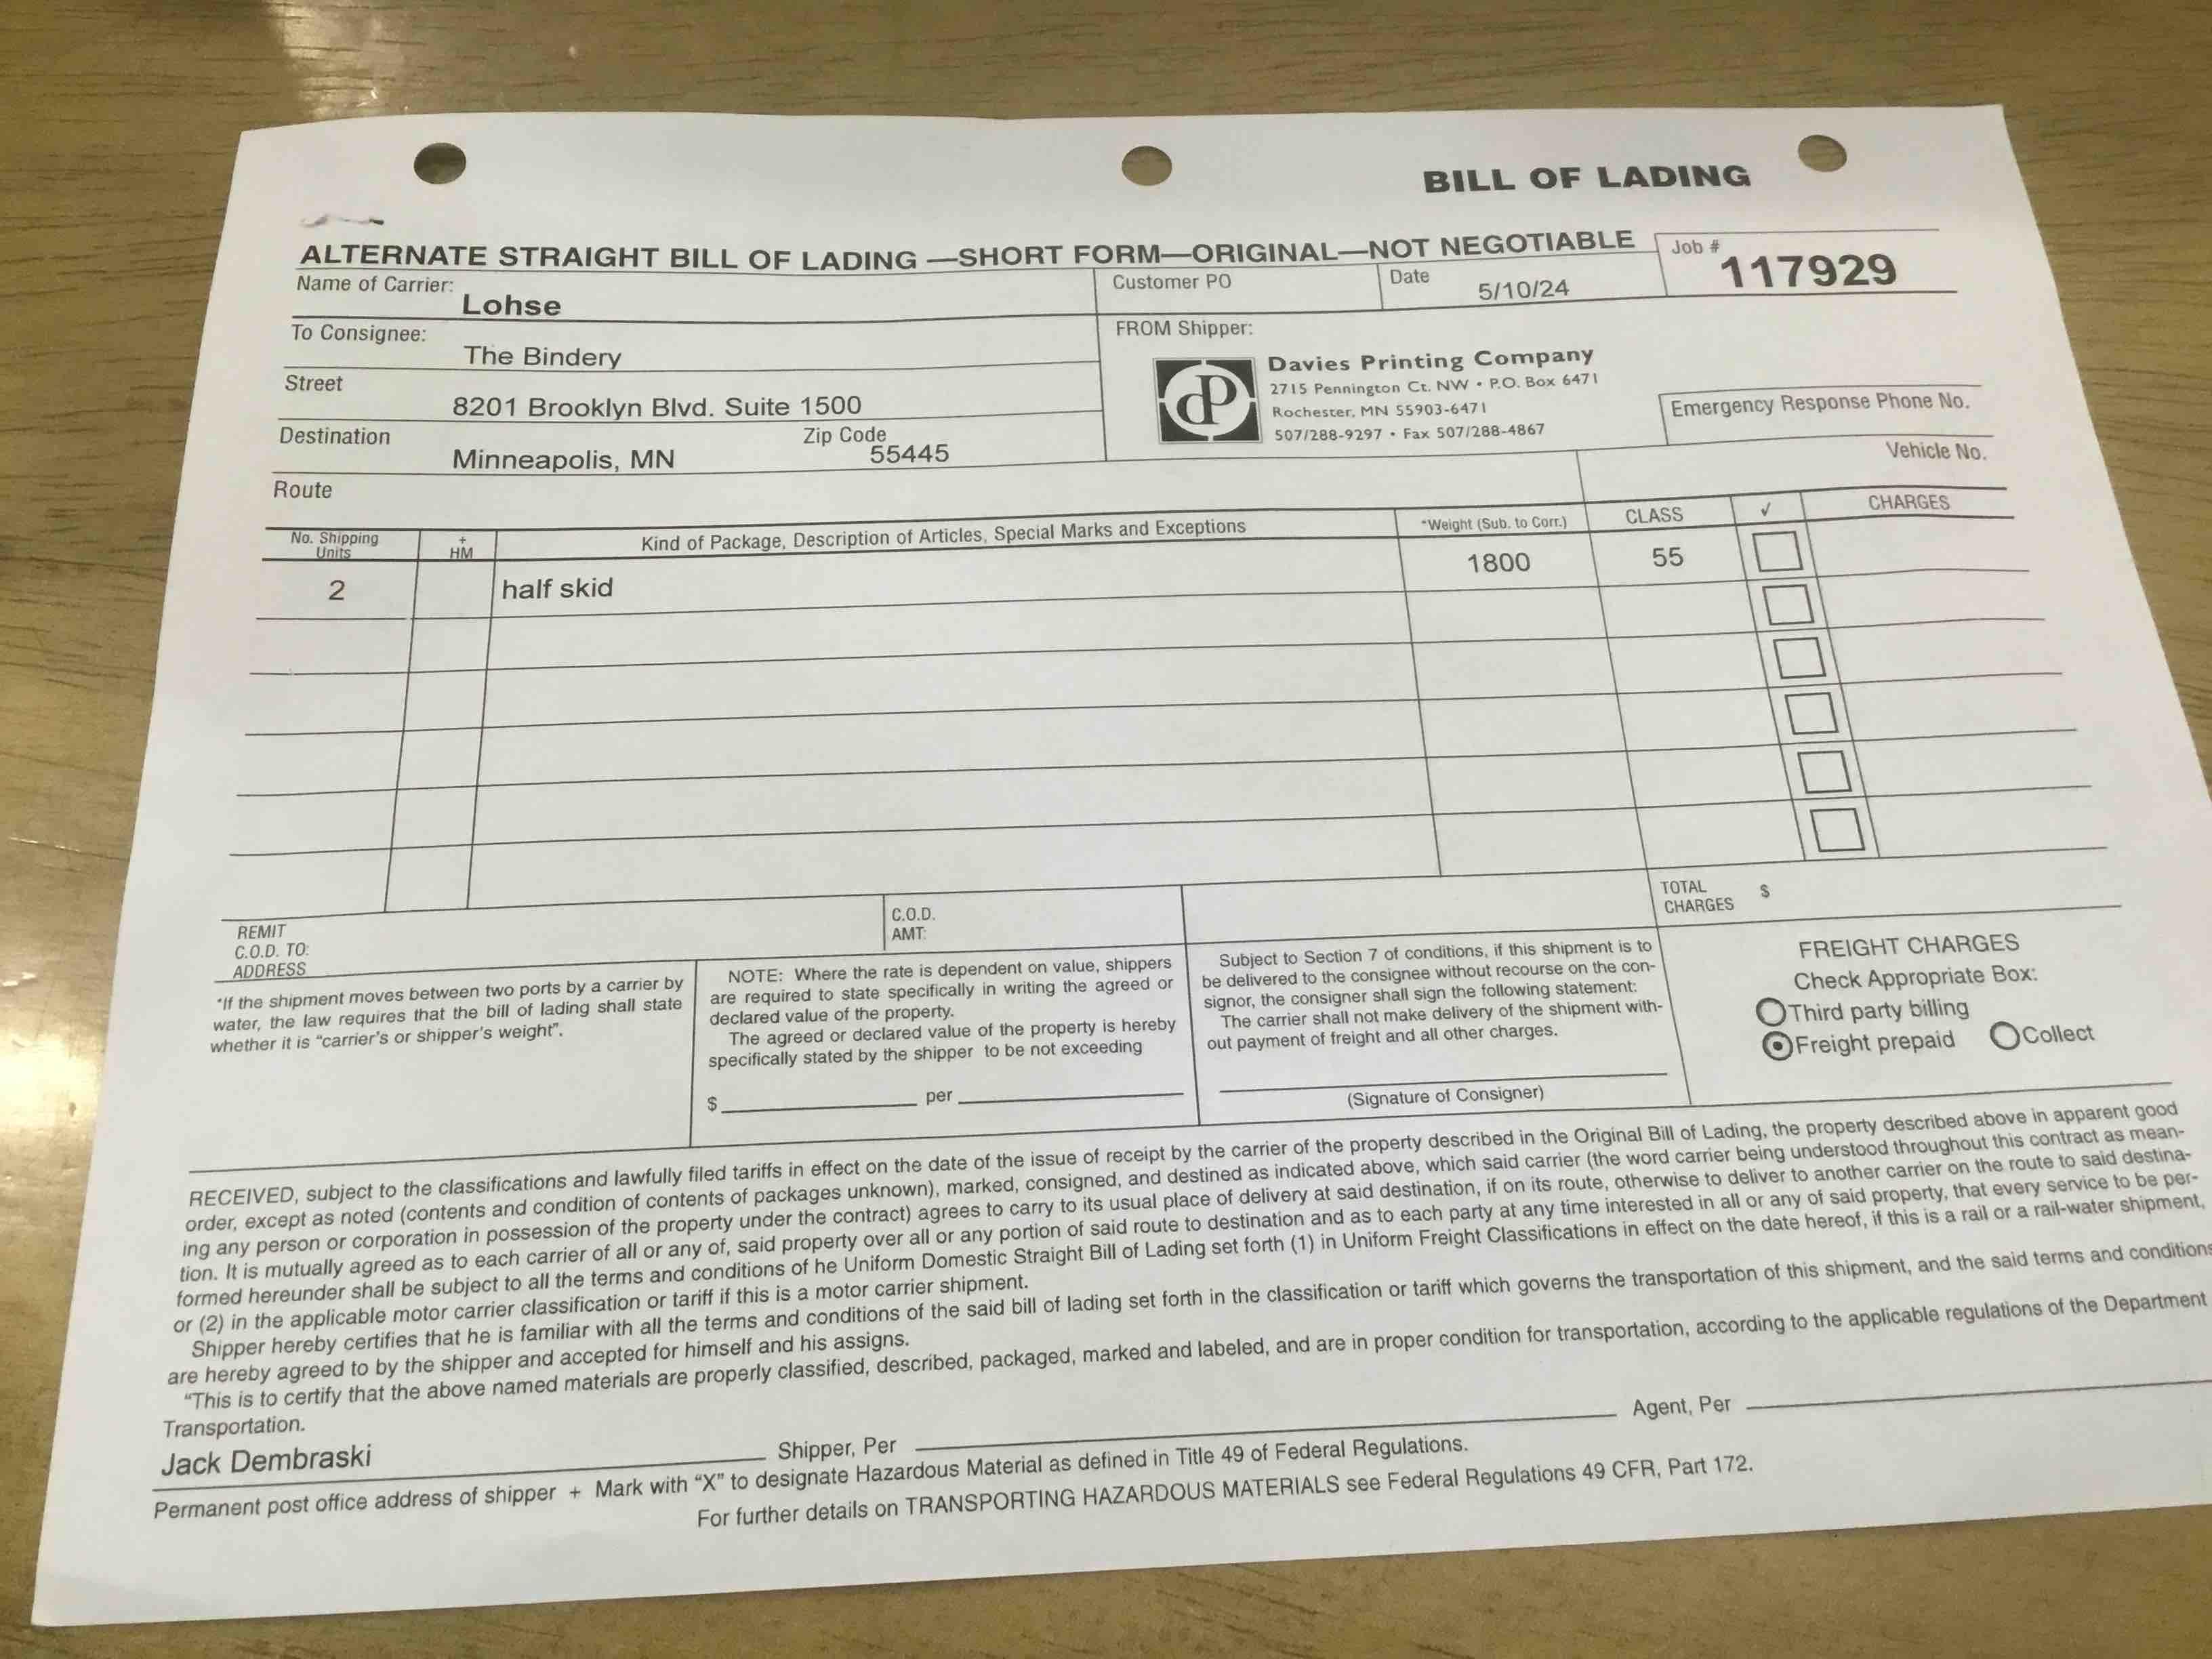 BILL OF LADING
ALTERNATE STRAIGHT BILL OF LADING —SHORT FORM—ORIGINAL—NOT NEGOTIABLE
Job #
117929
Name of Carrier:
Lohse
Customer PO
Date
5/10/24
To Consignee:
The Bindery
FROM Shipper:
dP
Davies Printing Company
2715 Pennington Ct. NW • P.O. Box 6471
Rochester, MN 55903-6471
507/288-9297 • Fax 507/288-4867
Street
8201 Brooklyn Blvd. Suite 1500
Emergency Response Phone No.
Destination
Minneapolis, MN
Zip Code
55445
Vehicle No.
Route
No. Shipping
Units
+
HM
Kind of Package, Description of Articles, Special Marks and Exceptions
*Weight (Sub. to Corr.)
CLASS
✓
CHARGES
2
half skid
1800
55
REMIT
C.O.D. TO:
ADDRESS
C.O.D.
AMT:
TOTAL
CHARGES
$
*If the shipment moves between two ports by a carrier by
water, the law requires that the bill of lading shall state
whether it is “carrier’s or shipper’s weight”.
NOTE: Where the rate is dependent on value, shippers
are required to state specifically in writing the agreed or
declared value of the property.
The agreed or declared value of the property is hereby
specifically stated by the shipper to be not exceeding
$ per
Subject to Section 7 of conditions, if this shipment is to
be delivered to the consignee without recourse on the con-
signor, the consigner shall sign the following statement:
The carrier shall not make delivery of the shipment with-
out payment of freight and all other charges.
(Signature of Consigner)
FREIGHT CHARGES
Check Appropriate Box:
Third party billing
Freight prepaid
Collect
RECEIVED, subject to the classifications and lawfully filed tariffs in effect on the date of the issue of receipt by the carrier of the property described in the Original Bill of Lading, the property described above in apparent good
order, except as noted (contents and condition of contents of packages unknown), marked, consigned, and destined as indicated above, which said carrier (the word carrier being understood throughout this contract as mean-
ing any person or corporation in possession of the property under the contract) agrees to carry to its usual place of delivery at said destination, if on its route, otherwise to deliver to another carrier on the route to said destina-
tion. It is mutually agreed as to each carrier of all or any of, said property over all or any portion of said route to destination and as to each party at any time interested in all or any of said property, that every service to be per-
formed hereunder shall be subject to all the terms and conditions of he Uniform Domestic Straight Bill of Lading set forth (1) in Uniform Freight Classifications in effect on the date hereof, if this is a rail or a rail-water shipment,
or (2) in the applicable motor carrier classification or tariff if this is a motor carrier shipment.
Shipper hereby certifies that he is familiar with all the terms and conditions of the said bill of lading set forth in the classification or tariff which governs the transportation of this shipment, and the said terms and conditions
are hereby agreed to by the shipper and accepted for himself and his assigns.
“This is to certify that the above named materials are properly classified, described, packaged, marked and labeled, and are in proper condition for transportation, according to the applicable regulations of the Department
Transportation.
Jack Dembraski
Shipper, Per
Agent, Per
Permanent post office address of shipper + Mark with “X” to designate Hazardous Material as defined in Title 49 of Federal Regulations.
For further details on TRANSPORTING HAZARDOUS MATERIALS see Federal Regulations 49 CFR, Part 172.